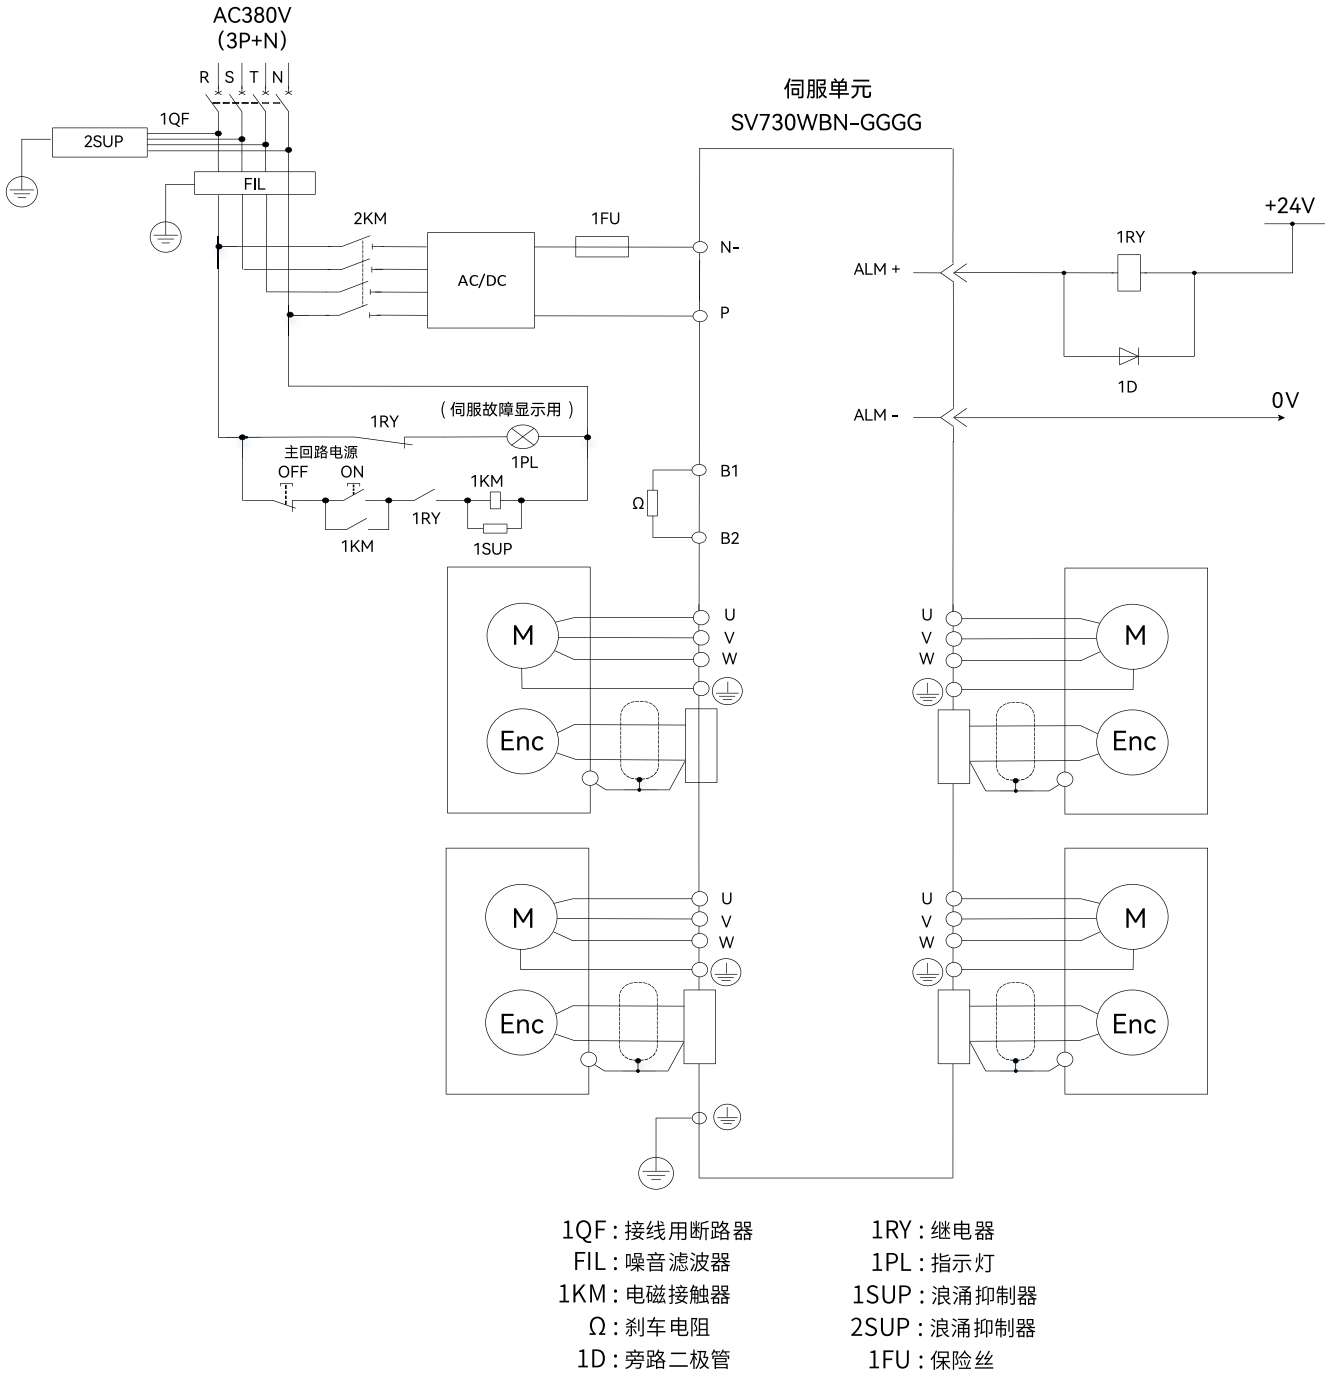 AC380V
(3P+N)
R S T N
1QF
2SUP
FIL
伺服单元
SV730WBN-GGGG
2KM
1FU
N-
AC/DC
P
ALM +
1RY
+24V
1D
ALM -
0V
(伺服故障显示用)
1RY
1PL
主回路电源
OFF ON
1KM
1RY
1KM
1SUP
Ω
B1
B2
M
U
V
W
Enc
U
V
W
M
Enc
M
U
V
W
Enc
U
V
W
M
Enc
1QF : 接线用断路器
FIL : 噪音滤波器
1KM : 电磁接触器
Ω : 刹车电阻
1D : 旁路二极管
1RY : 继电器
1PL : 指示灯
1SUP : 浪涌抑制器
2SUP : 浪涌抑制器
1FU : 保险丝